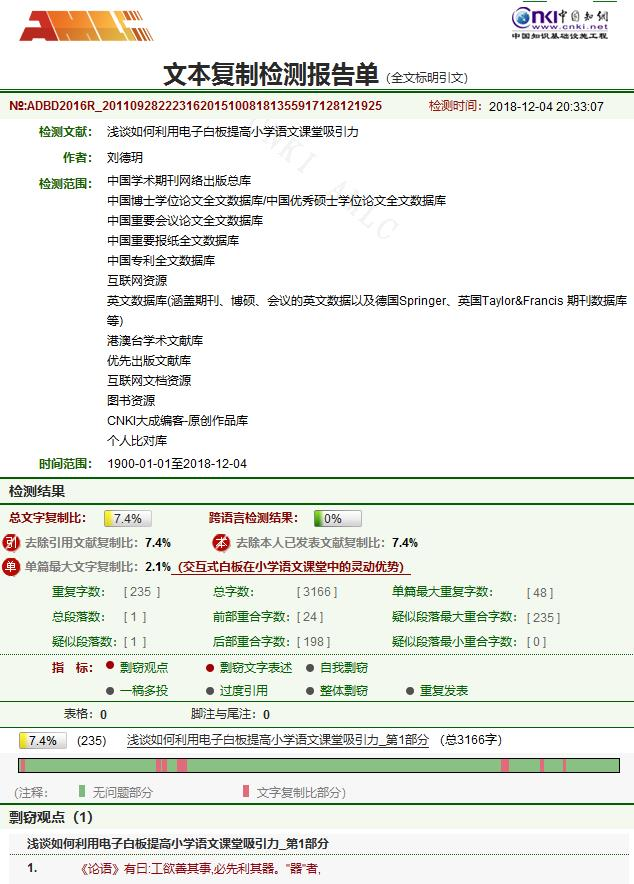 AMLC
CNKI中国知网
www.cnki.net
中国知识基础设施工程
文本复制检测报告单(全文标明引文)
№:ADBD2016R_20110928222316201510081813559171281​21925
检测时间: 2018-12-04 20:33:07
检测文献: 浅谈如何利用电子白板提高小学语文课堂吸引力
作者: 刘德玥
检测范围: 中国学术期刊网络出版总库
中国博士学位论文全文数据库/中国优秀硕士学位论文全文数据库
中国重要会议论文全文数据库
中国重要报纸全文数据库
中国专利全文数据库
互联网资源
英文数据库(涵盖期刊、博硕、会议的英文数据以及德国Springer、英国Taylor&Francis 期刊数据库
等)
港澳台学术文献库
优先出版文献库
互联网文档资源
图书资源
CNKI大成编客-原创作品库
个人比对库
时间范围: 1900-01-01至2018-12-04
CNKI AMLC
检测结果
总文字复制比: 7.4% 跨语言检测结果: 0%
引 去除引用文献复制比: 7.4% 本 去除本人已发表文献复制比: 7.4%
单 单篇最大文字复制比: 2.1% (交互式白板在小学语文课堂中的灵动优势)
重复字数: [ 235 ] 总字数: [ 3166 ] 单篇最大重复字数: [ 48 ]
总段落数: [ 1 ] 前部重合字数: [ 24 ] 疑似段落最大重合字数: [ 235 ]
疑似段落数: [ 1 ] 后部重合字数: [ 198 ] 疑似段落最小重合字数: [ 0 ]
指 标: 剽窃观点 剽窃文字表述 自我剽窃
一稿多投 过度引用 整体剽窃 重复发表
表格: 0 脚注与尾注: 0
7.4% (235) 浅谈如何利用电子白板提高小学语文课堂吸引力_第1部分 (总3166字)
(注释: 无问题部分 文字复制比部分)
剽窃观点 (1)
浅谈如何利用电子白板提高小学语文课堂吸引力_第1部分
1. 《论语》有曰:工欲善其事,必先利其器。"器"者,